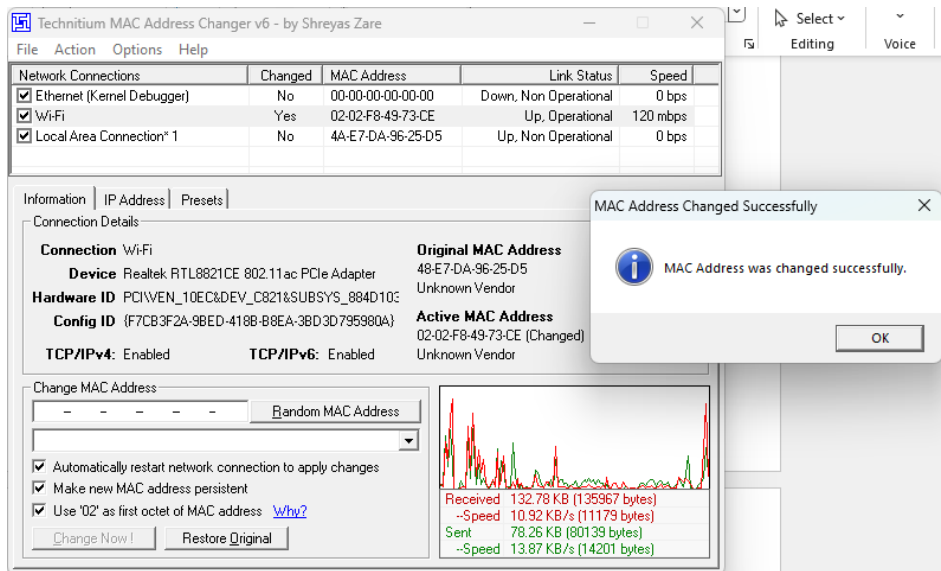 Technitium MAC Address Changer v6 - by Shreyas Zare
File Action Options Help
Network Connections Changed MAC Address Link Status Speed
Ethernet (Kernel Debugger) No 00-00-00-00-00-00 Down, Non Operational 0 bps
Wi-Fi Yes 02-02-F8-49-73-CE Up, Operational 120 mbps
Local Area Connection* 1 No 4A-E7-DA-96-25-D5 Up, Non Operational 0 bps
Information IP Address Presets
Connection Details
Connection Wi-Fi
Device Realtek RTL8821CE 802.11ac PCIe Adapter
Hardware ID PCI\VEN_10EC&DEV_C821&SUBSYS_884D103
Config ID {F7CB3F2A-9BED-418B-B8EA-3BD3D795980A}
TCP/IPv4: Enabled TCP/IPv6: Enabled
Original MAC Address
48-E7-DA-96-25-D5
Unknown Vendor
Active MAC Address
02-02-F8-49-73-CE (Changed)
Unknown Vendor
Change MAC Address
- - - - - Random MAC Address
Automatically restart network connection to apply changes
Make new MAC address persistent
Use '02' as first octet of MAC address Why?
Change Now ! Restore Original
Received 132.78 KB (135967 bytes)
--Speed 10.92 KB/s (11179 bytes)
Sent 78.26 KB (80139 bytes)
--Speed 13.87 KB/s (14201 bytes)
Select
Editing
Voice
MAC Address Changed Successfully
MAC Address was changed successfully.
OK